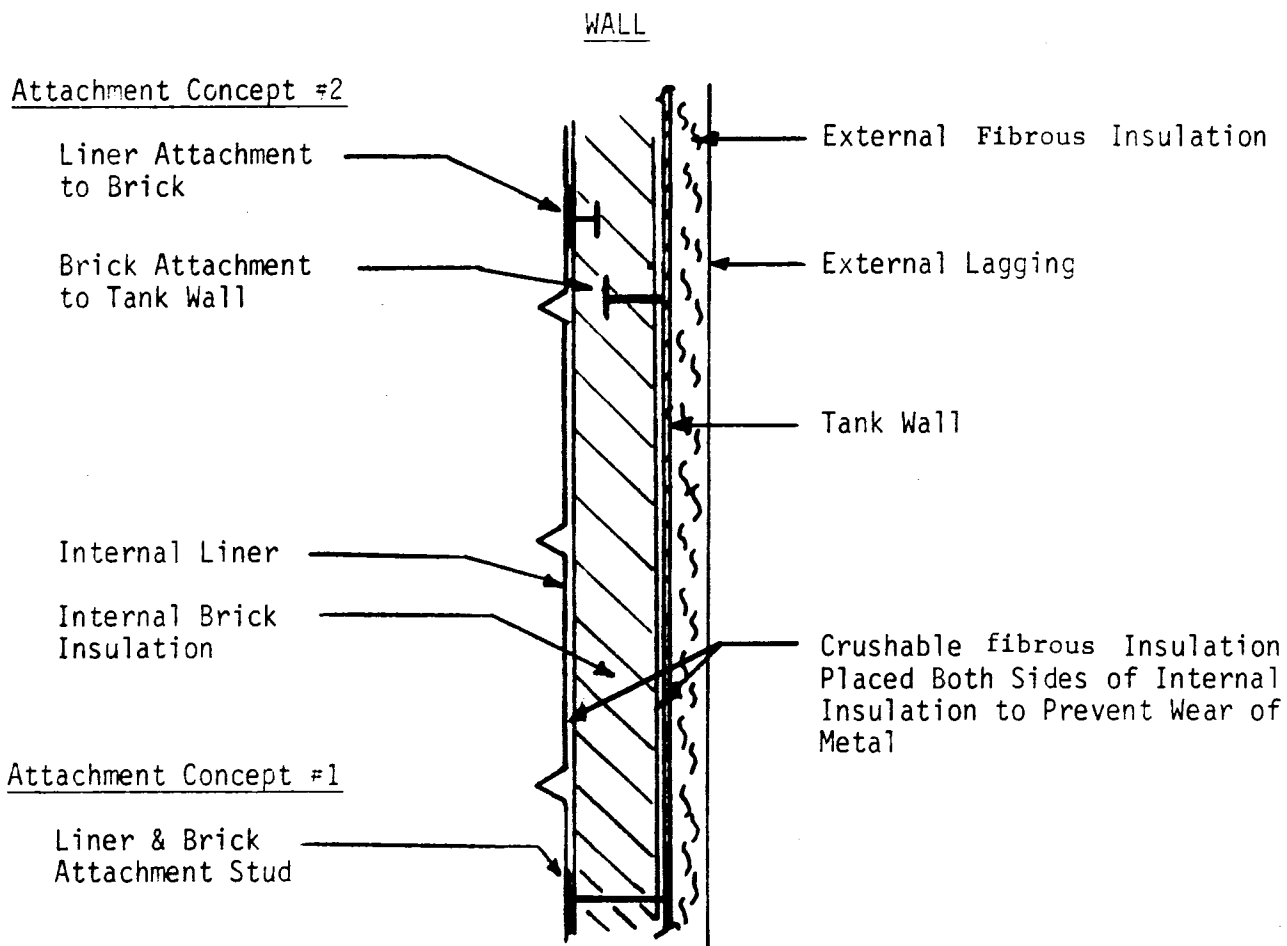 WALL
Attachment Concept #2
Liner Attachment
to Brick
Brick Attachment
to Tank Wall
Internal Liner
Internal Brick
Insulation
Attachment Concept #1
Liner & Brick
Attachment Stud
External Fibrous Insulation
External Lagging
Tank Wall
Crushable fibrous Insulation
Placed Both Sides of Internal
Insulation to Prevent Wear of
Metal